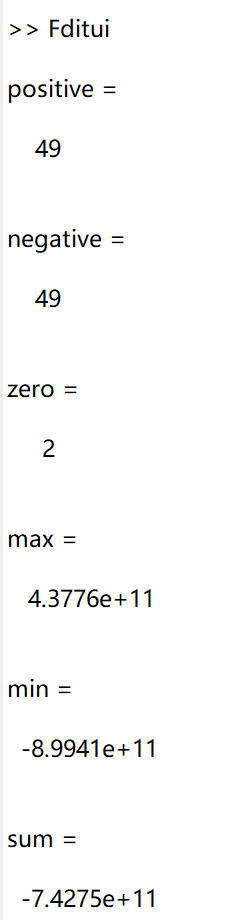 >> Fditui
positive =
49
negative =
49
zero =
2
max =
4.3776e+11
min =
-8.9941e+11
sum =
-7.4275e+11